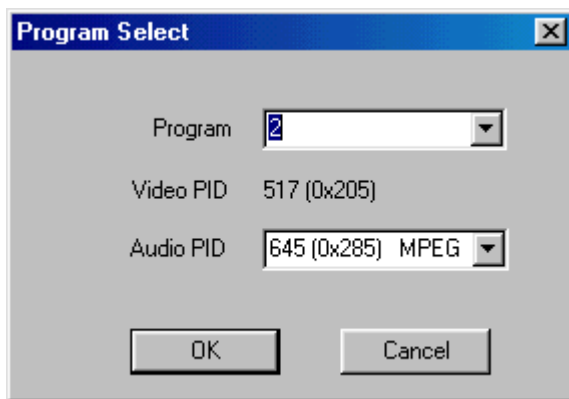 Program Select
Program 2
Video PID 517 (0x205)
Audio PID 645 (0x285) MPEG
OK Cancel